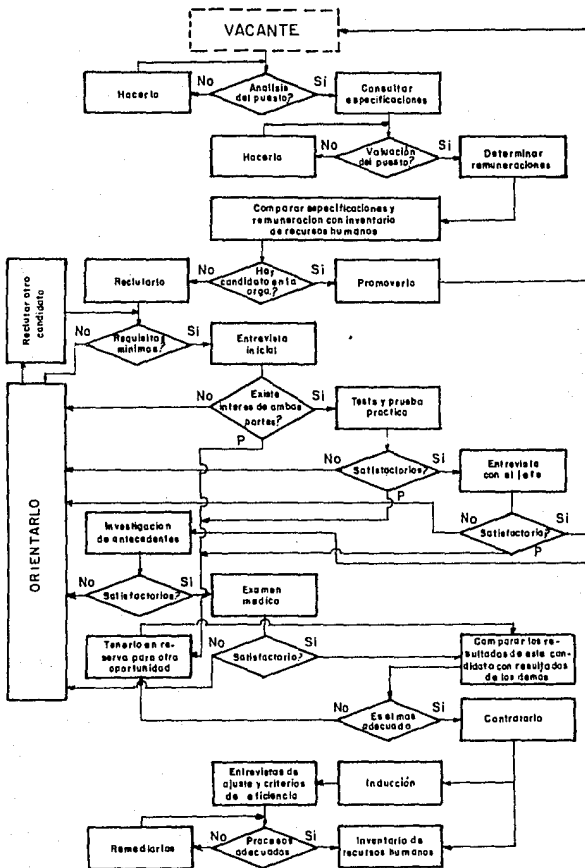 VACANTE
No
Si
Hacerlo
Analisis
del puesto?
Consultar
especificaciones
No
Si
Hacerla
Valuación
del puesto?
Determinar
remuneraciones
Comparar especificaciones y
remuneracion con inventario
de recursos humanos
Reclutar otro
candidato
No
Si
Reclutarlo
Hay
candidato en la
orga.?
Promoverlo
No
Si
Requisitos
minimos?
Entrevista
inicial
No
Si
Existe
interes de ambas
partes?
Tests y prueba
practica
P
No
Si
Satisfactorios?
Entrevista
con el jefe
P
ORIENTARLO
Investigacion
de antecedentes
No
Si
Satisfactoria?
P
No
Si
Satisfactorios?
Examen
medico
Tenerlo en re
serva para otra
oportunidad
No
Si
Satisfactorio?
Comparar los re-
sultados de este can
didato con resultados
de los demás
No
Si
Es el mas
adecuado
Contratarlo
Entrevistas de
ajuste y criterios
de eficiencia
Inducción
No
Si
Remediarlos
Procesos
adecuados
Inventario de
recursos humanos